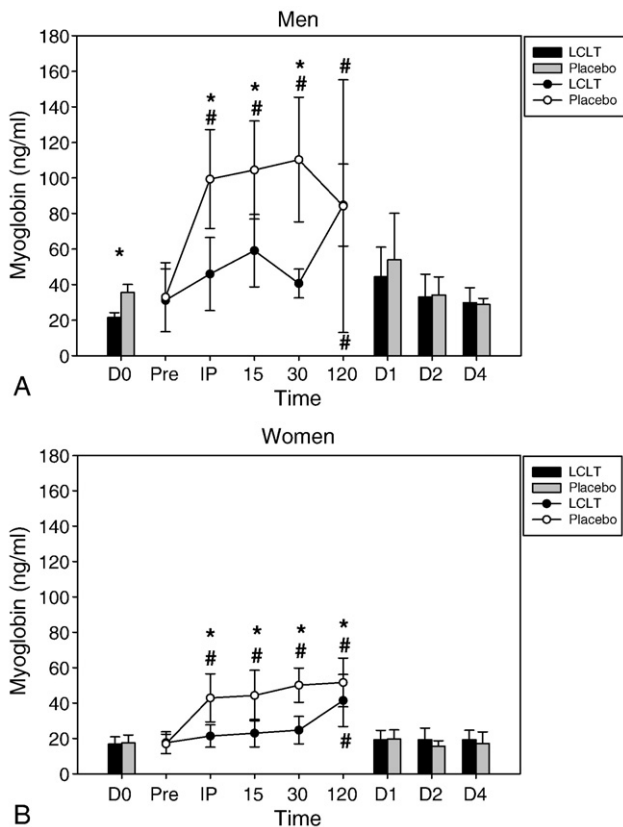 Men
180
160
140
120
100
80
60
40
20
0
Myoglobin (ng/ml)
* * * #
# # #
*
#
D0 Pre IP 15 30 120 D1 D2 D4
Time
A
LCLT
Placebo
LCLT
Placebo
Women
180
160
140
120
100
80
60
40
20
0
Myoglobin (ng/ml)
* * * *
# # # #
#
D0 Pre IP 15 30 120 D1 D2 D4
Time
B
LCLT
Placebo
LCLT
Placebo